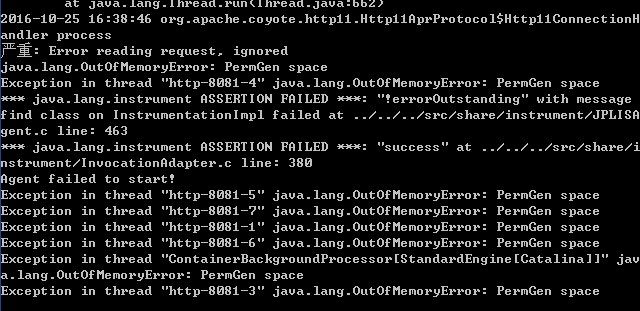 at java.lang.Thread.run(Thread.java:662)
2016-10-25 16:38:46 org.apache.coyote.http11.Http11AprProtocol$Http11ConnectionH
andler process
严重: Error reading request, ignored
java.lang.OutOfMemoryError: PermGen space
Exception in thread "http-8081-4" java.lang.OutOfMemoryError: PermGen space
*** java.lang.instrument ASSERTION FAILED ***: "!errorOutstanding" with message
find class on InstrumentationImpl failed at ../../../src/share/instrument/JPLISA
gent.c line: 463
*** java.lang.instrument ASSERTION FAILED ***: "success" at ../../../src/share/i
nstrument/InvocationAdapter.c line: 380
Agent failed to start!
Exception in thread "http-8081-5" java.lang.OutOfMemoryError: PermGen space
Exception in thread "http-8081-7" java.lang.OutOfMemoryError: PermGen space
Exception in thread "http-8081-1" java.lang.OutOfMemoryError: PermGen space
Exception in thread "http-8081-6" java.lang.OutOfMemoryError: PermGen space
Exception in thread "ContainerBackgroundProcessor[StandardEngine[Catalina]]" jav
a.lang.OutOfMemoryError: PermGen space
Exception in thread "http-8081-3" java.lang.OutOfMemoryError: PermGen space